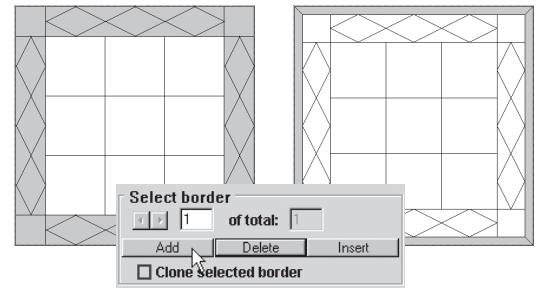 Select border
1 of total: 1
Add Delete Insert
Clone selected border